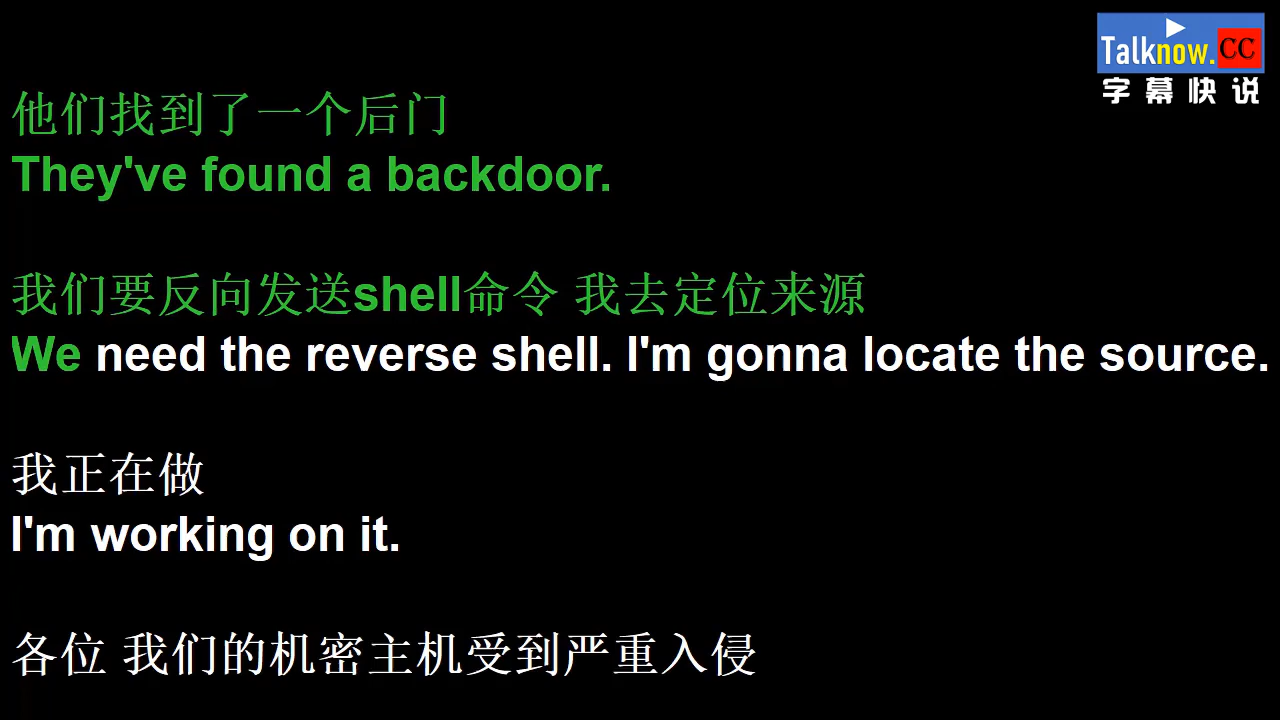 Talknow.CC
字幕快说
他们找到了一个后门
They've found a backdoor.
我们要反向发送shell命令 我去定位来源
We need the reverse shell. I'm gonna locate the source.
我正在做
I'm working on it.
各位 我们的机密主机受到严重入侵